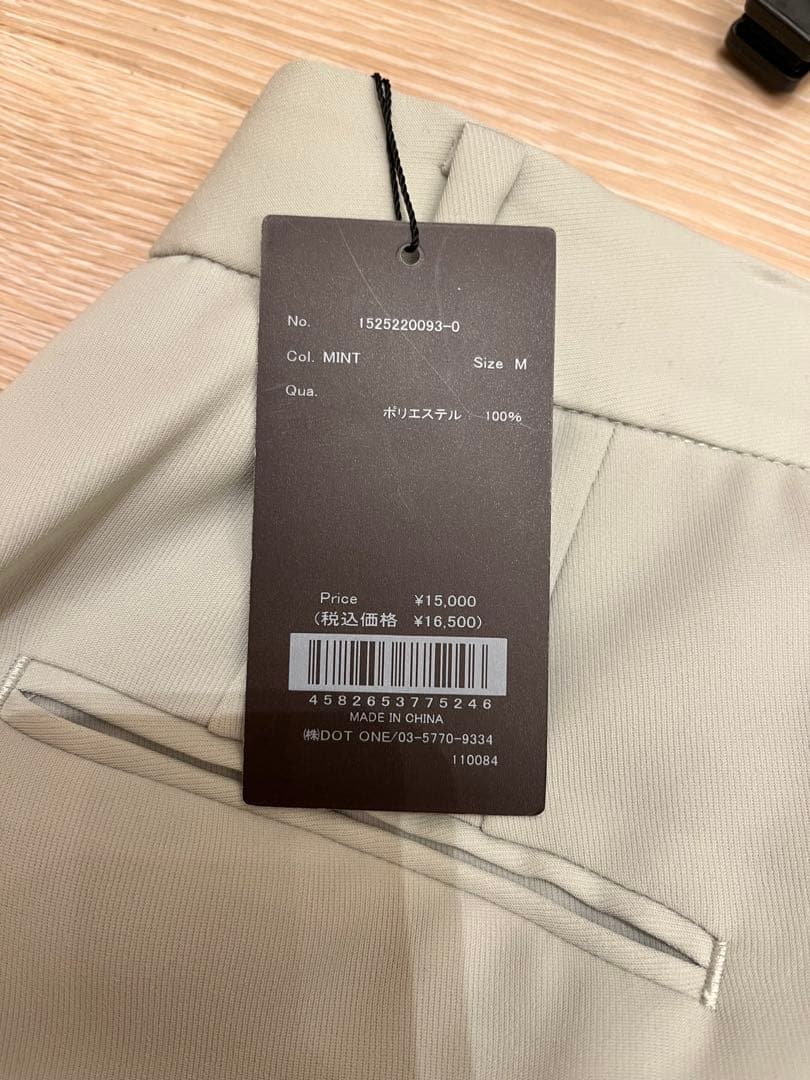 No. 1525220093-0
Col. MINT Size M
Qua.
ポリエステル 100%
Price ¥15,000
(税込価格 ¥16,500)
4582653775246
MADE IN CHINA
㈱DOT ONE/03-5770-9334
110084